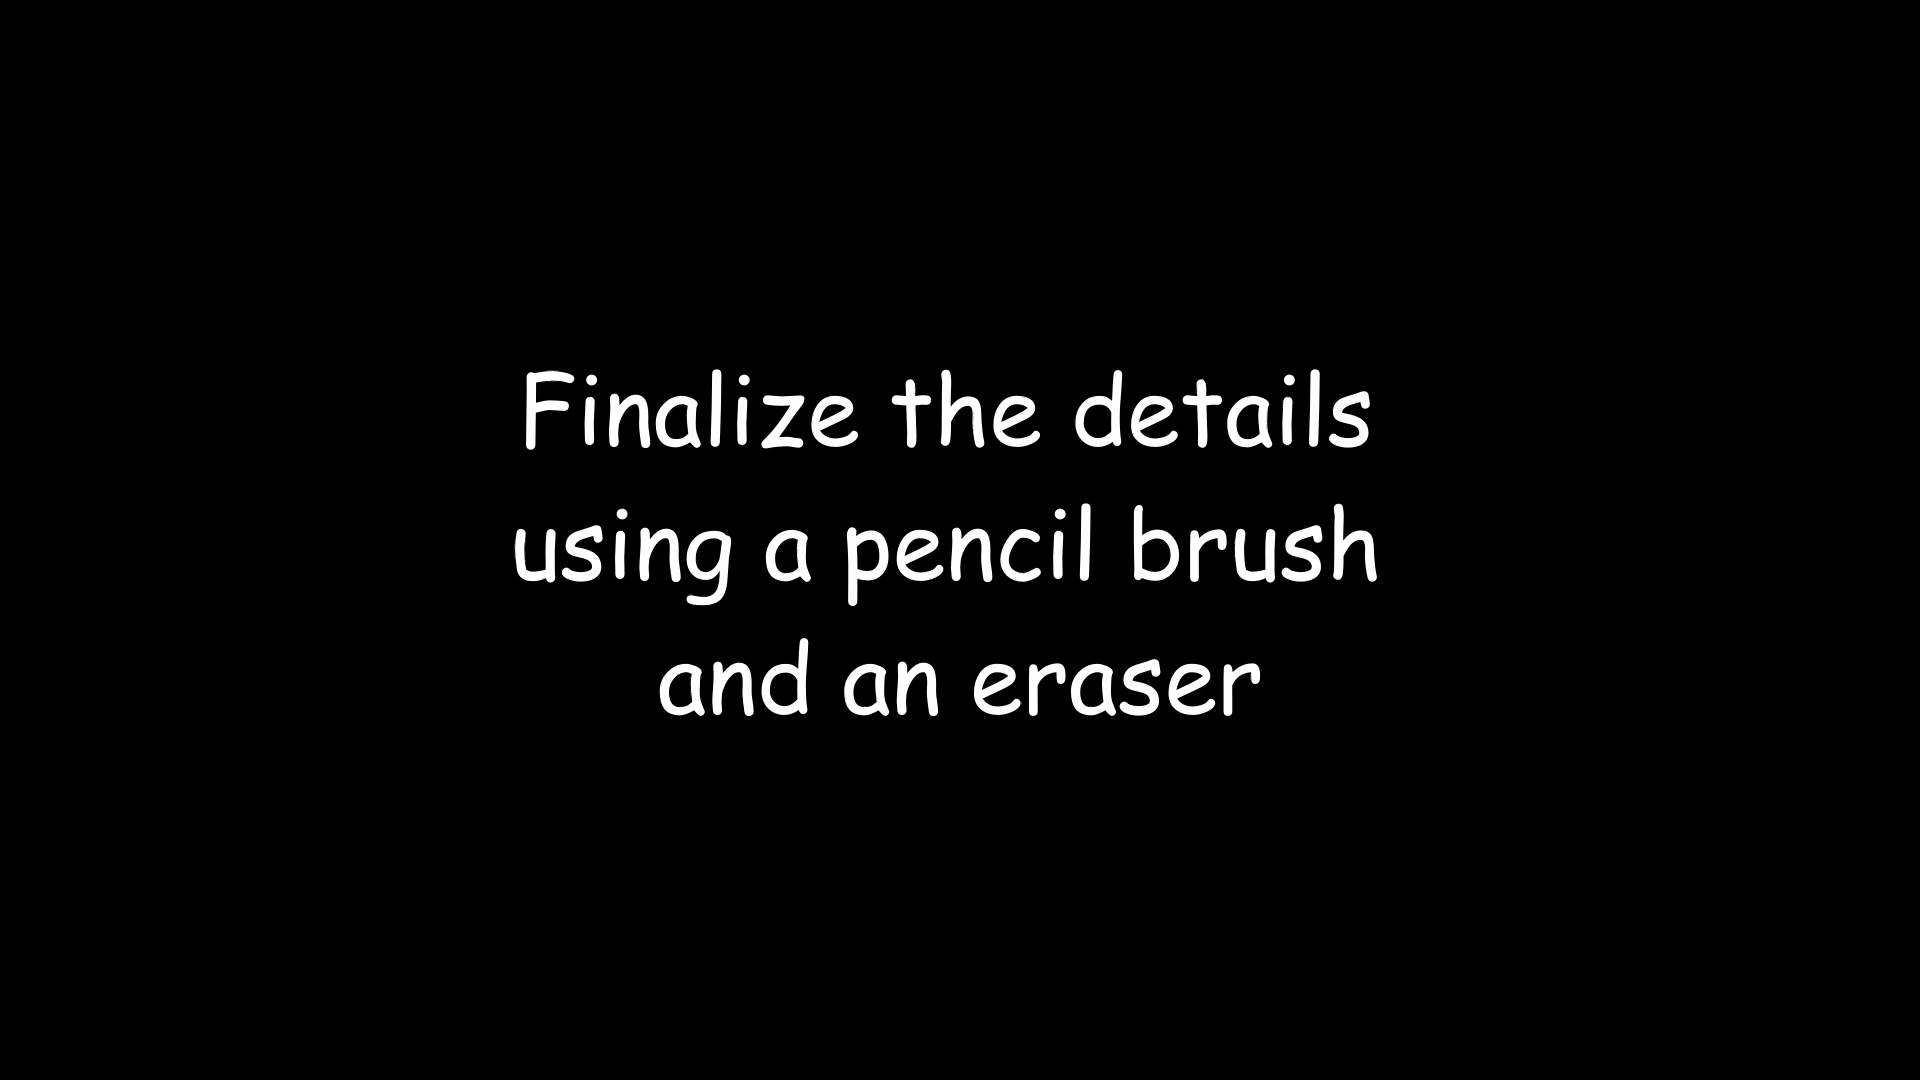 Finalize the details
using a pencil brush
and an eraser